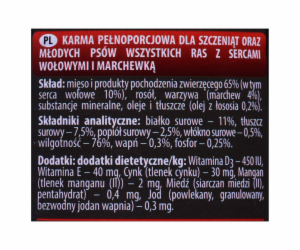 PL KARMA PEŁNOPORCJOWA DLA SZCZENIĄT ORAZ
MŁODYCH PSÓW WSZYSTKICH RAS Z SERCAMI
WOŁOWYMI I MARCHEWKĄ
Skład: mięso i produkty pochodzenia zwierzęcego 65% (w tym
serca wołowe 10%), rosół, warzywa (marchew 4%),
substancje mineralne, oleje i tłuszcze (olej z łososia 0,2%).
Składniki analityczne: białko surowe – 11%, tłuszcz
surowy – 7,5%, popiół surowy – 2,5%, włókno surowe – 0,5%,
wilgotność – 76%, wapń – 0,3%, fosfor – 0,25%.
Dodatki: dodatki dietetyczne/kg: Witamina D3 – 450 IU,
Witamina E – 40 mg, Cynk (tlenek cynku) – 30 mg, Mangan
(tlenek manganu (II)) – 2 mg, Miedź (siarczan miedzi (II),
pentahydrat) – 0,4 mg, Jod (powlekany, granulowany,
bezwodny jodan wapnia) – 0,3 mg.